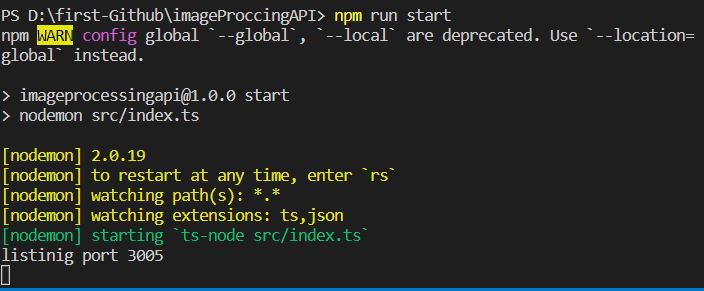 PS D:\first-Github\imageProccingAPI> npm run start
npm WARN config global `--global`, `--local` are deprecated. Use `--location=
global` instead.
> imageprocessingapi@1.0.0 start
> nodemon src/index.ts
[nodemon] 2.0.19
[nodemon] to restart at any time, enter `rs`
[nodemon] watching path(s): *.*
[nodemon] watching extensions: ts,json
[nodemon] starting `ts-node src/index.ts`
listinig port 3005